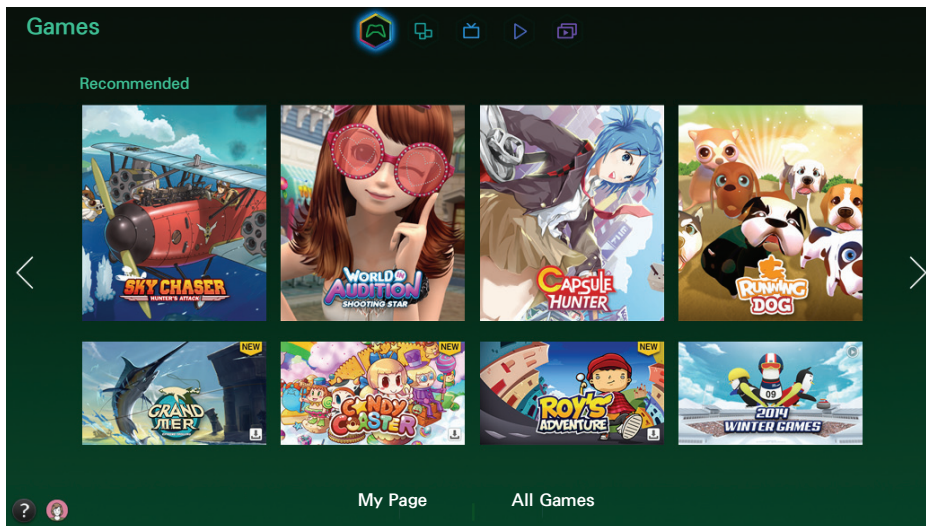 Games
Recommended
SKY CHASER
HUNTER'S ATTACK
WORLD IN
AUDITION
SHOOTING STAR
CAPSULE
HUNTER
RUNNING
DOG
NEW
GRAND
MER
NEW
CANDY
COASTER
NEW
ROY'S
ADVENTURE
09
2014
WINTER GAMES
My Page
All Games
?